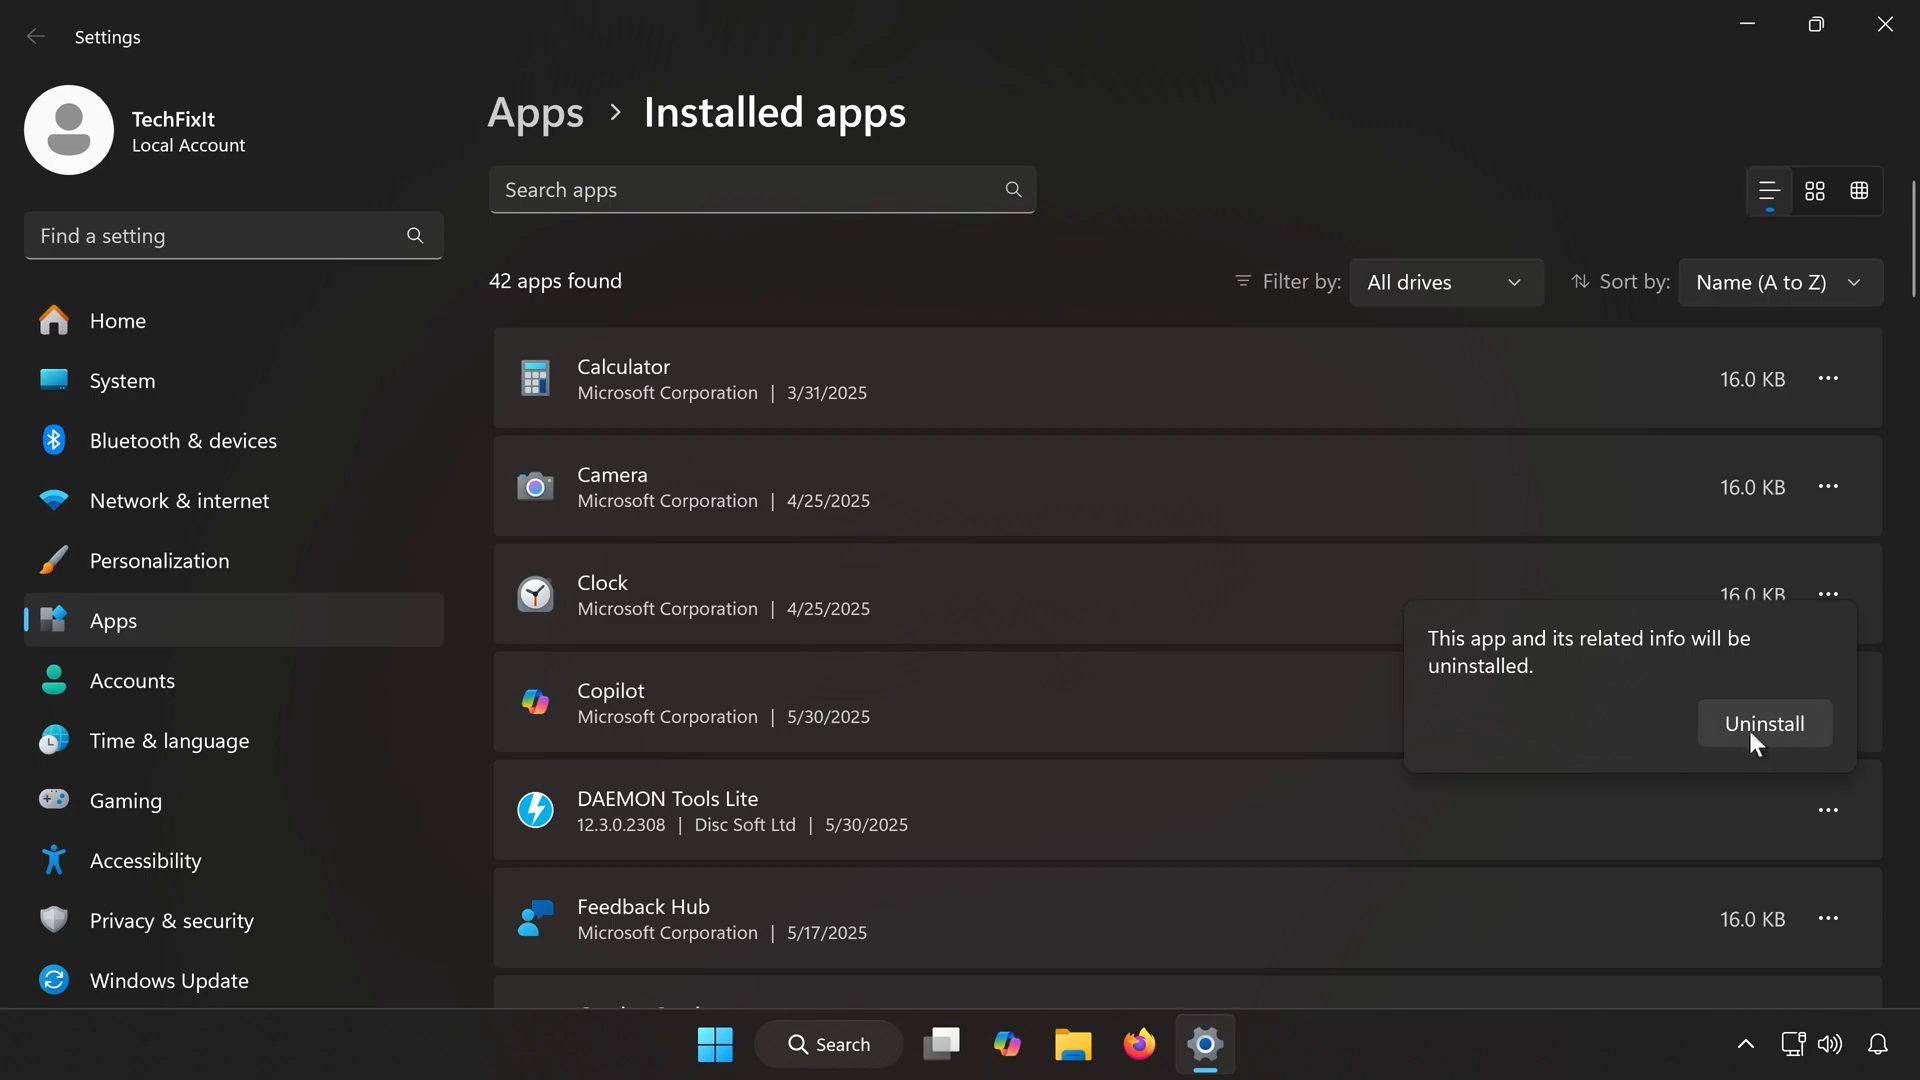 Settings
TechFixIt
Local Account
Find a setting
Home
System
Bluetooth & devices
Network & internet
Personalization
Apps
Accounts
Time & language
Gaming
Accessibility
Privacy & security
Windows Update
Apps > Installed apps
Search apps
42 apps found
Filter by: All drives
Sort by: Name (A to Z)
Calculator
Microsoft Corporation | 3/31/2025
16.0 KB
Camera
Microsoft Corporation | 4/25/2025
16.0 KB
Clock
Microsoft Corporation | 4/25/2025
16.0 KB
Copilot
Microsoft Corporation | 5/30/2025
This app and its related info will be
uninstalled.
Uninstall
DAEMON Tools Lite
12.3.0.2308 | Disc Soft Ltd | 5/30/2025
Feedback Hub
Microsoft Corporation | 5/17/2025
16.0 KB
Search